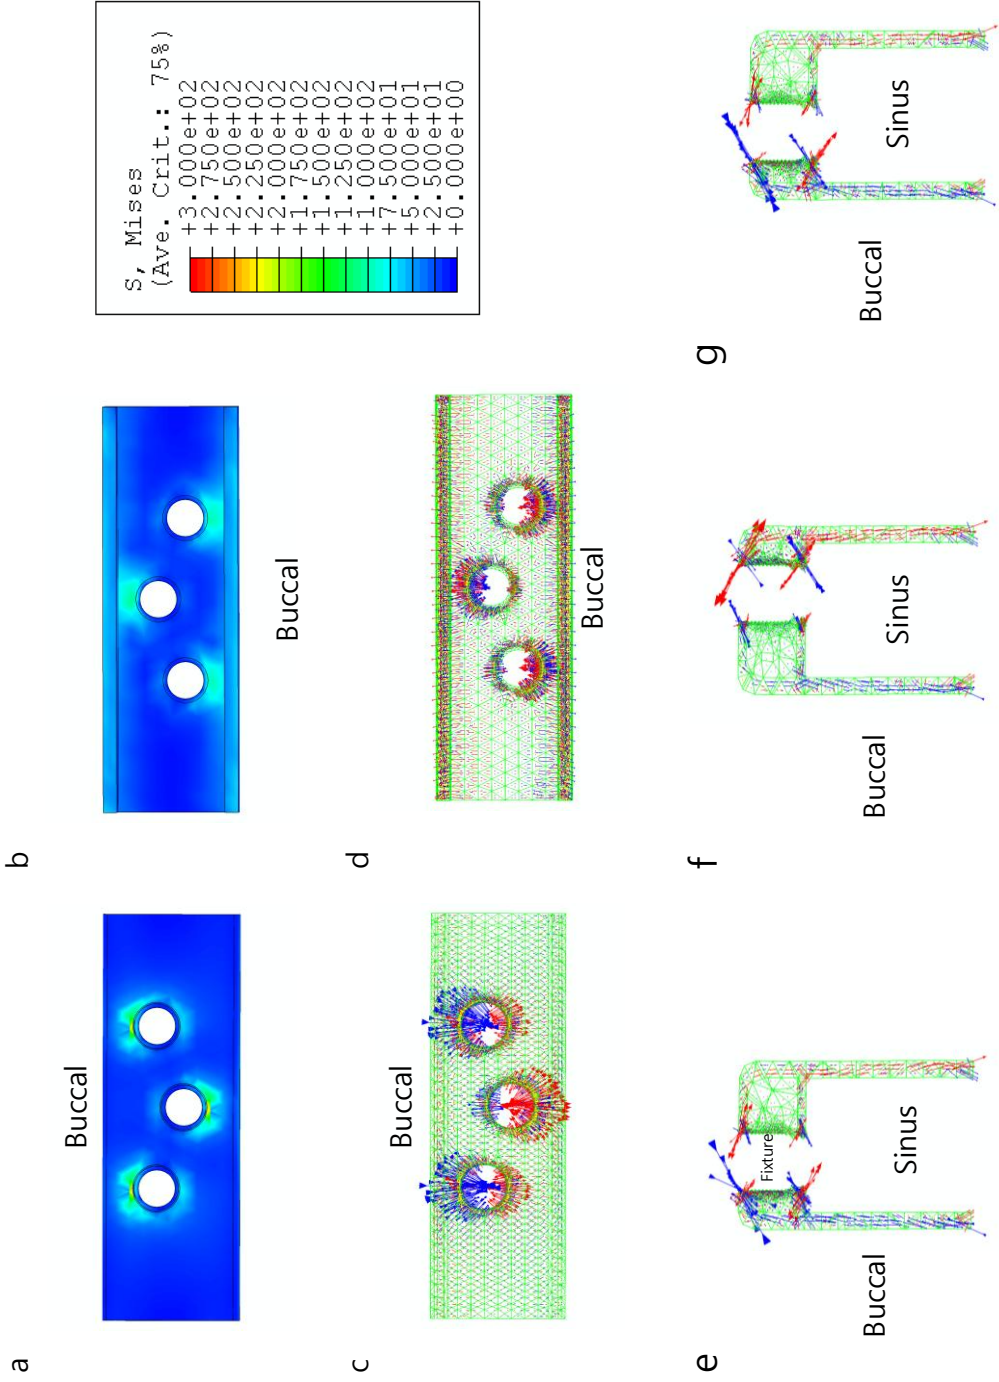 a
b
Buccal
Buccal
S, Mises
(Ave. Crit.: 75%)
+3.000e+02
+2.750e+02
+2.500e+02
+2.250e+02
+2.000e+02
+1.750e+02
+1.500e+02
+1.250e+02
+1.000e+02
+7.500e+01
+5.000e+01
+2.500e+01
+0.000e+00
c
d
Buccal
Buccal
e
f
g
Fixture
Buccal
Sinus
Buccal
Sinus
Buccal
Sinus